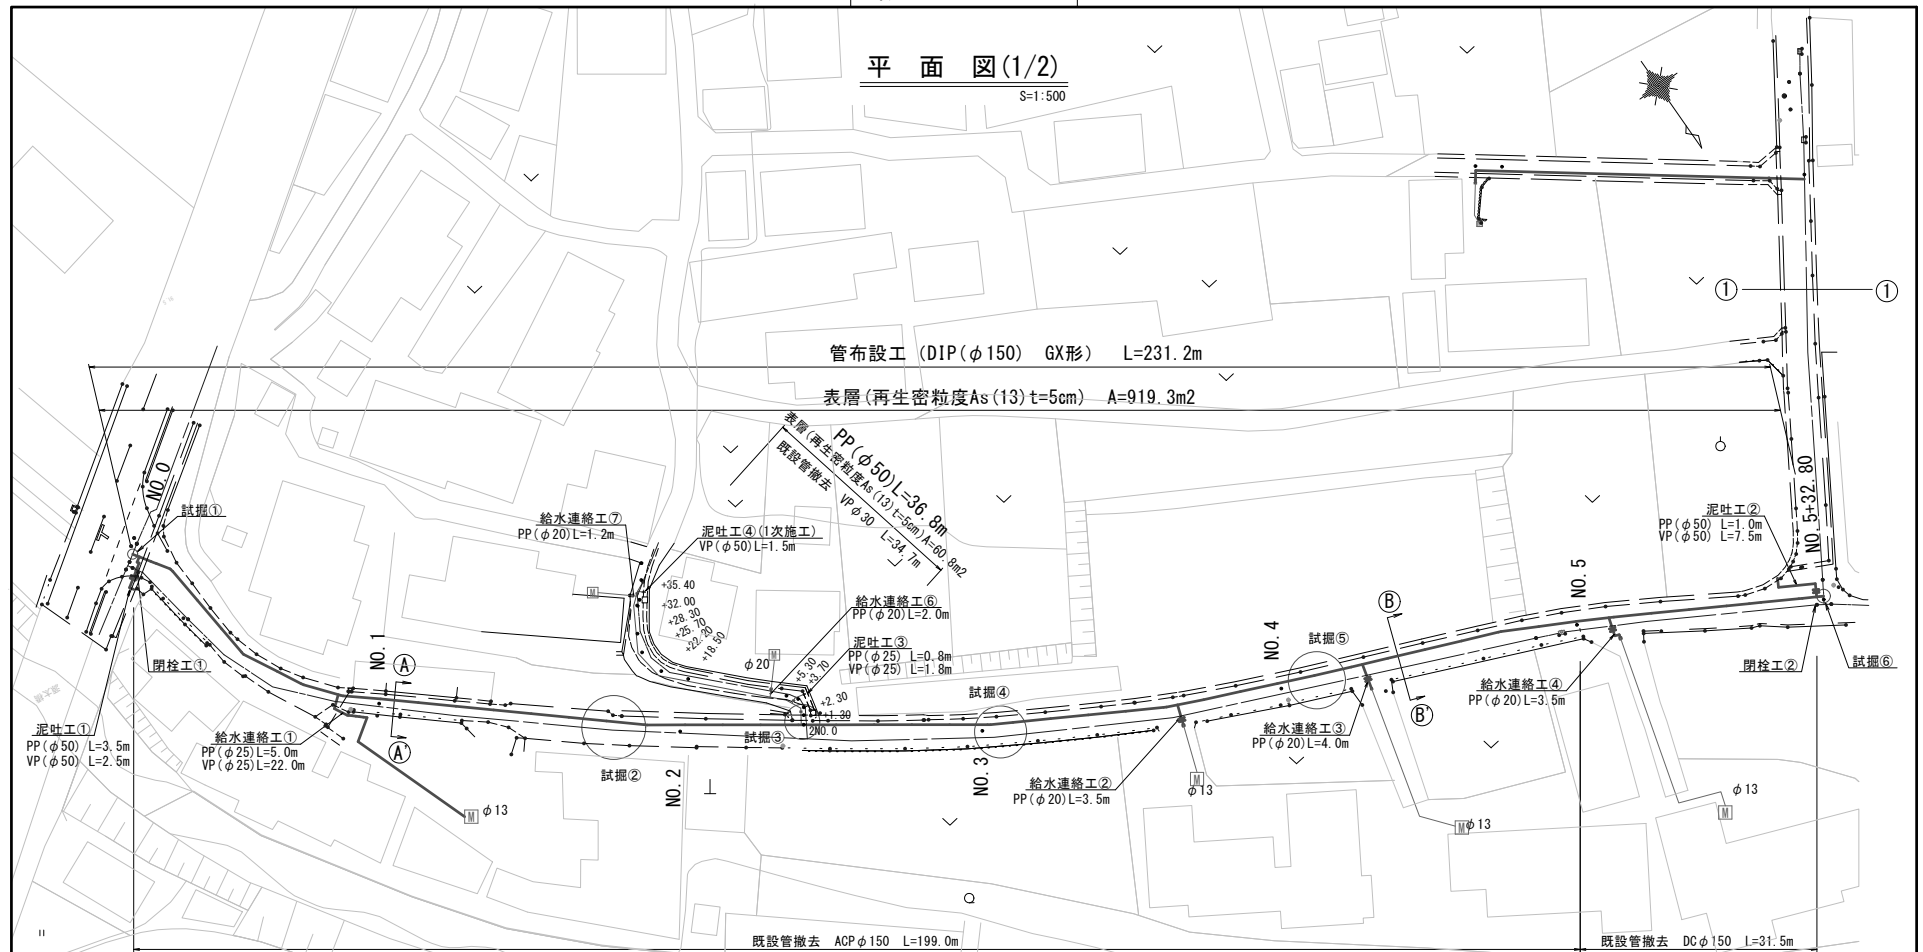 平 面 図(1/2)
S=1:500
①
①
管布設工 (DIP(φ150) GX形) L=231.2m
表層(再生密粒度As(13)t=5cm) A=919.3m2
PP(φ50)L=36.8m
表層(再生密粒度As(13)t=5cm)A=60.8m2
既設管撤去 VPφ30 L=34.7m
NO.0
試掘①
給水連絡工⑦
PP(φ20)L=1.2m
泥吐工④(1次施工)
VP(φ50)L=1.5m
M
+35.40
+32.00
+28.30
+25.70
+22.20
+18.50
給水連絡工⑥
PP(φ20)L=2.0m
泥吐工③
PP(φ25) L=0.8m
VP(φ25) L=1.8m
M
φ20
+5.30
+3.70
+2.30
+1.30
2NO.0
泥吐工②
PP(φ50) L=1.0m
VP(φ50) L=7.5m
NO.5+32.80
NO.5
B
NO.4
試掘⑤
閉栓工②
試掘⑥
給水連絡工④
PP(φ20)L=3.5m
B'
給水連絡工③
PP(φ20)L=4.0m
閉栓工①
NO.1
A
A'
泥吐工①
PP(φ50) L=3.5m
VP(φ50) L=2.5m
給水連絡工①
PP(φ25)L=5.0m
VP(φ25)L=22.0m
試掘②
NO.2
試掘③
試掘④
NO.3
給水連絡工②
PP(φ20)L=3.5m
M
φ13
M
φ13
M
φ13
M
φ13
既設管撤去 ACPφ150 L=199.0m
既設管撤去 DCφ150 L=31.5m